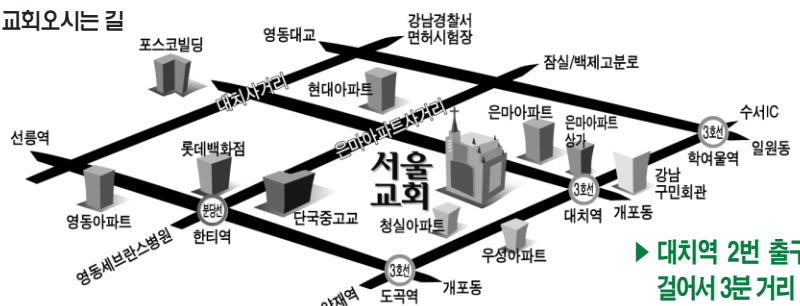 교회오시는 길
포스코빌딩
영동대교
강남경찰서
면허시험장
잠실/백제고분로
대치사거리
현대아파트
은마아파트사거리
은마아파트
은마아파트
상가
수서IC
3호선
학여울역
일원동
선릉역
롯데백화점
서울
교회
강남
구민회관
3호선
대치역
개포동
영동아파트
분당선
한티역
단국중고교
청실아파트
우성아파트
영동세브란스병원
3호선
도곡역
개포동
양재역
▶ 대치역 2번 출구
걸어서 3분 거리